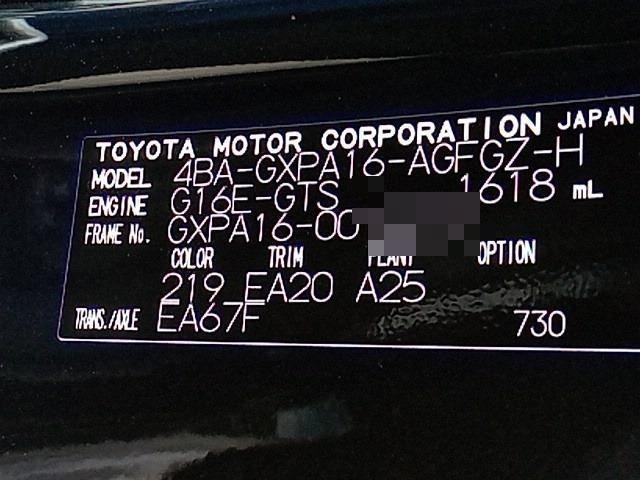 TOYOTA MOTOR CORPORATION JAPAN
MODEL 4BA-GXPA16-AGFGZ-H
ENGINE G16E-GTS 1618 mL
FRAME No. GXPA16-00
COLOR TRIM PLANT OPTION
219 EA20 A25
TRANS./AXLE EA67F 730